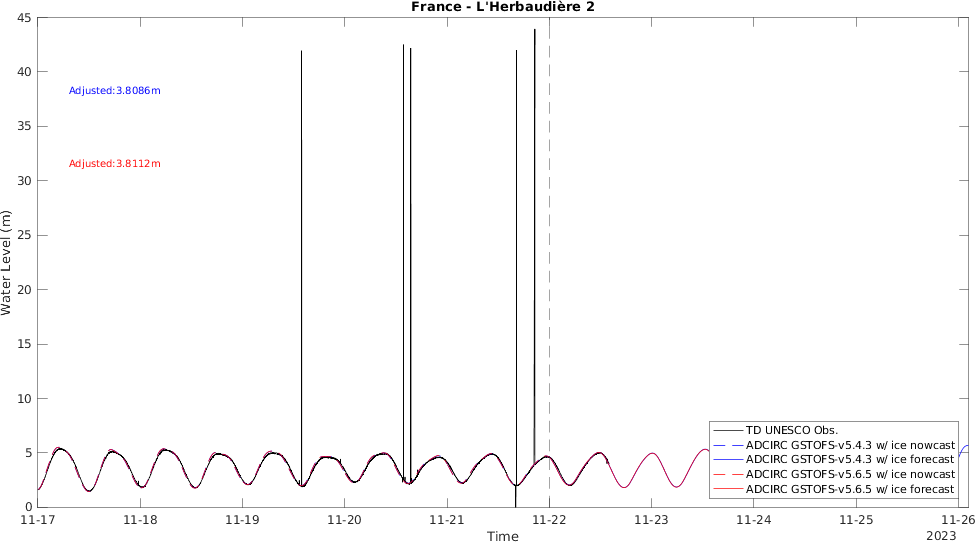 France - L'Herbaudière 2
45
40
35
30
25
20
15
10
5
0
Water Level (m)
Adjusted:3.8086m
Adjusted:3.8112m
TD UNESCO Obs.
ADCIRC GSTOFS-v5.4.3 w/ ice nowcast
ADCIRC GSTOFS-v5.4.3 w/ ice forecast
ADCIRC GSTOFS-v5.6.5 w/ ice nowcast
ADCIRC GSTOFS-v5.6.5 w/ ice forecast
11-17 11-18 11-19 11-20 11-21 11-22 11-23 11-24 11-25 11-26
Time
2023